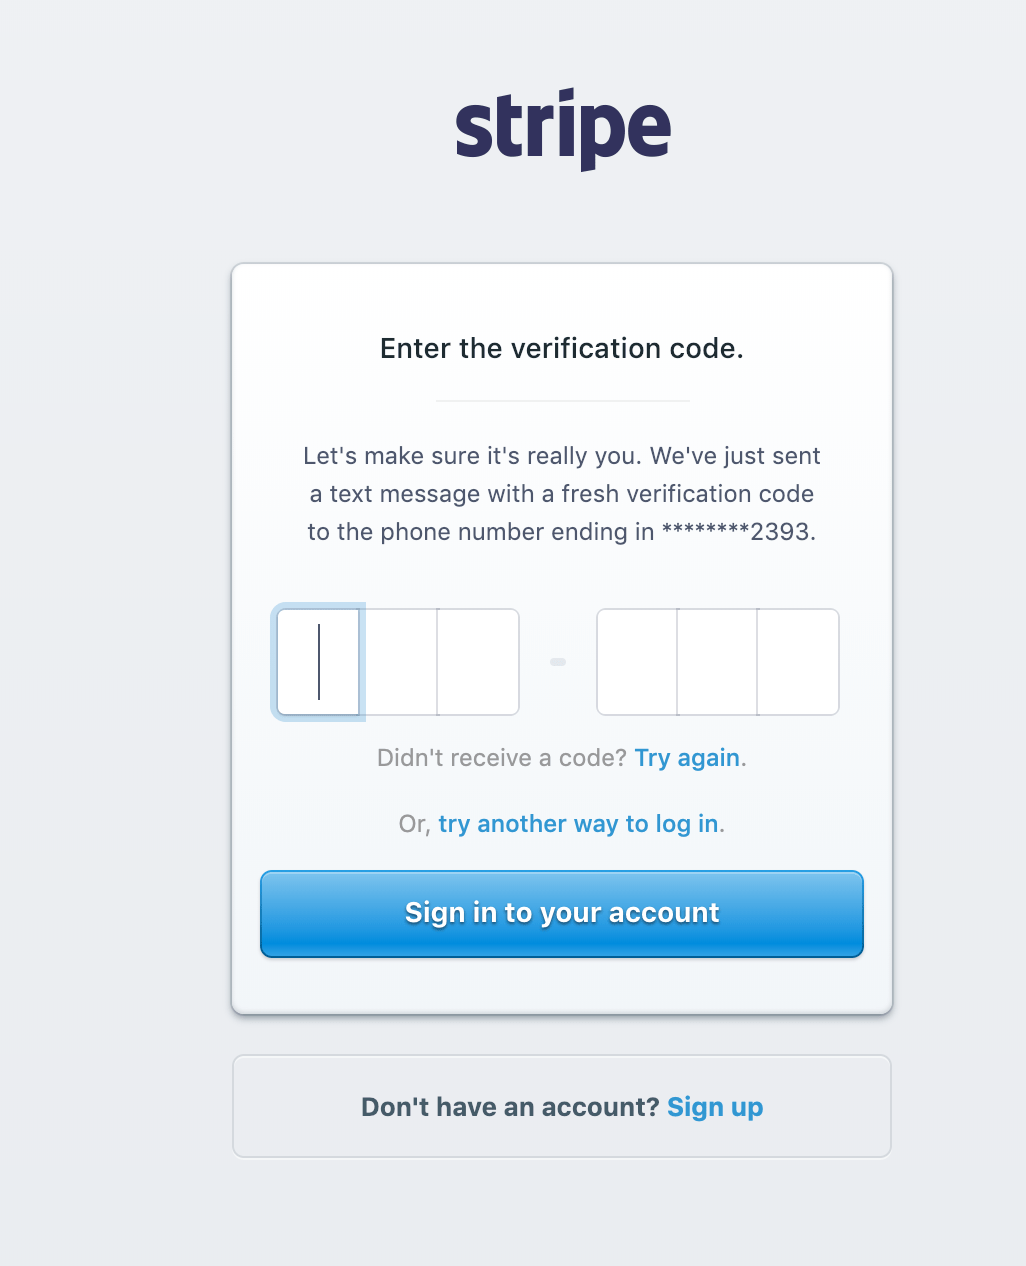 stripe
Enter the verification code.
Let's make sure it's really you. We've just sent
a text message with a fresh verification code
to the phone number ending in ********2393.
Didn't receive a code? Try again.
Or, try another way to log in.
Sign in to your account
Don't have an account? Sign up